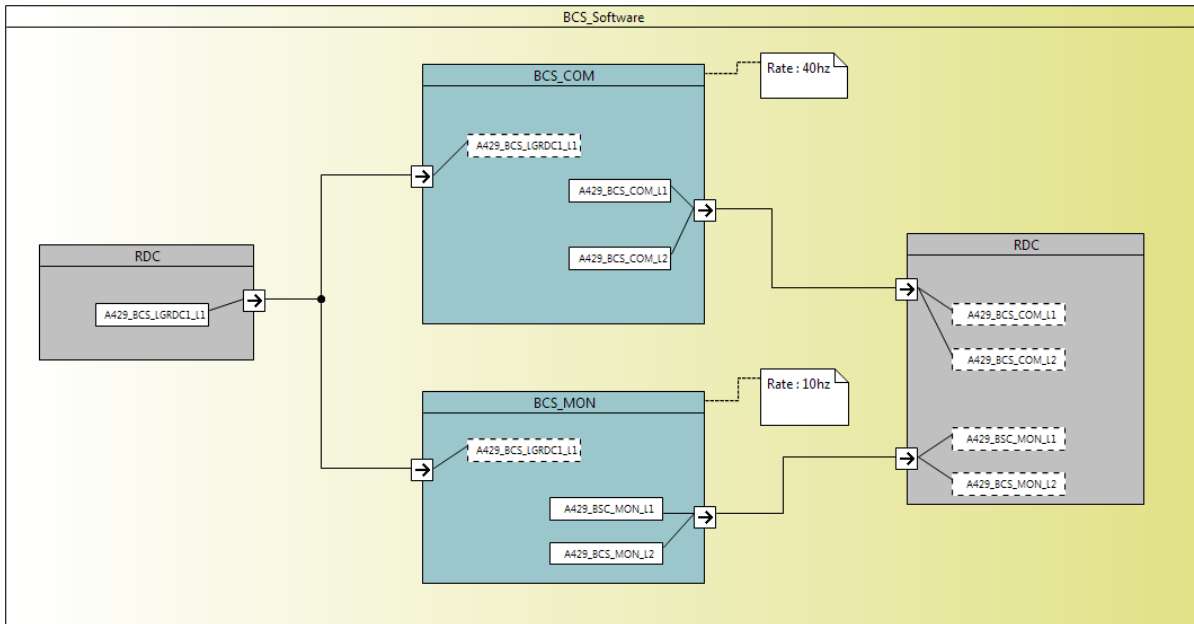 BCS_Software
BCS_COM
Rate : 40hz
A429_BCS_LGRDC1_L1
A429_BCS_COM_L1
A429_BCS_COM_L2
RDC
A429_BCS_LGRDC1_L1
RDC
A429_BCS_COM_L1
A429_BCS_COM_L2
A429_BSC_MON_L1
A429_BCS_MON_L2
BCS_MON
Rate : 10hz
A429_BCS_LGRDC1_L1
A429_BSC_MON_L1
A429_BCS_MON_L2